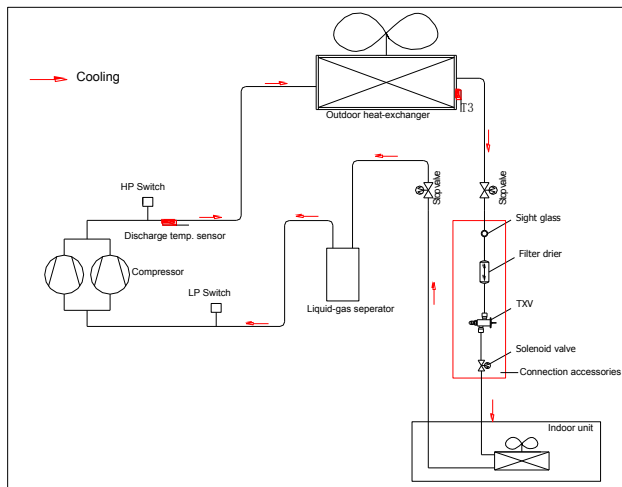 Cooling
Outdoor heat-exchanger
T3
HP Switch
Discharge temp. sensor
Stop valve
Stop valve
Sight glass
Filter drier
Compressor
LP Switch
Liquid-gas seperator
TXV
Solenoid valve
Connection accessories
Indoor unit